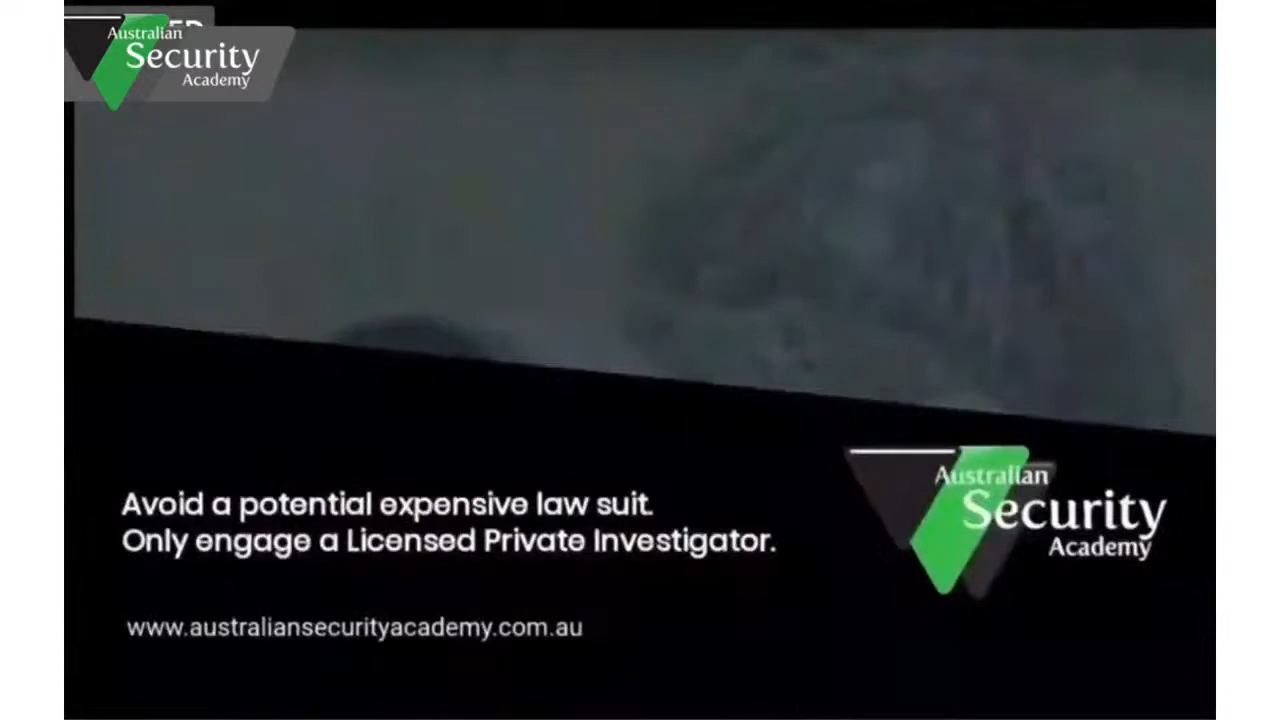 Australian
Security
Academy
Avoid a potential expensive law suit.
Only engage a Licensed Private Investigator.
Australian
Security
Academy
www.australiansecurityacademy.com.au